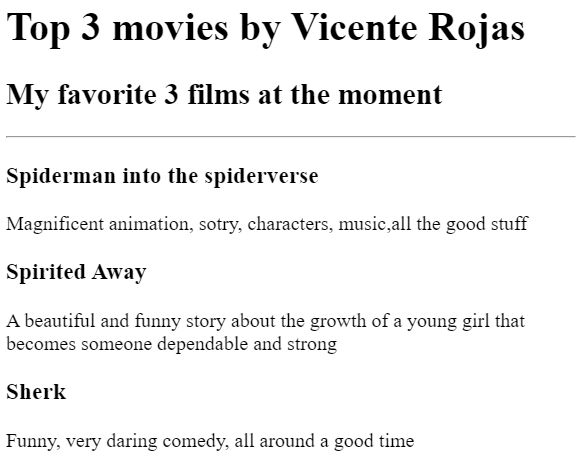 Top 3 movies by Vicente Rojas
My favorite 3 films at the moment
Spiderman into the spiderverse
Magnificent animation, sotry, characters, music,all the good stuff
Spirited Away
A beautiful and funny story about the growth of a young girl that
becomes someone dependable and strong
Sherk
Funny, very daring comedy, all around a good time